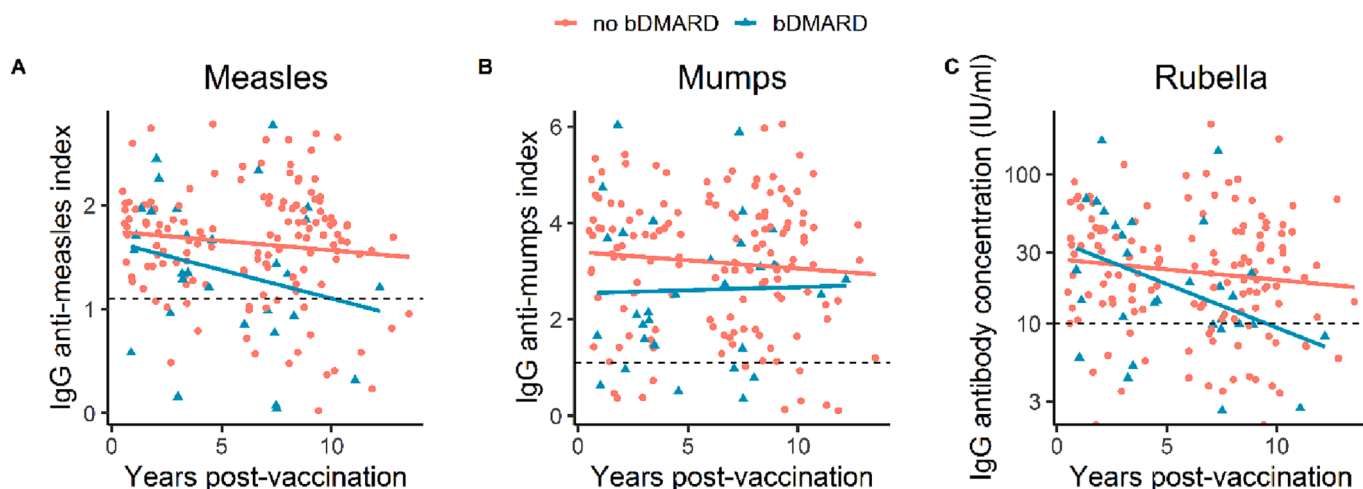 no bDMARD bDMARD
A Measles
IgG anti-measles index
2
1
0
0 5 10
Years post-vaccination
B Mumps
IgG anti-mumps index
6
4
2
0
0 5 10
Years post-vaccination
C Rubella
IgG antibody concentration (IU/ml)
100
30
10
3
0 5 10
Years post-vaccination